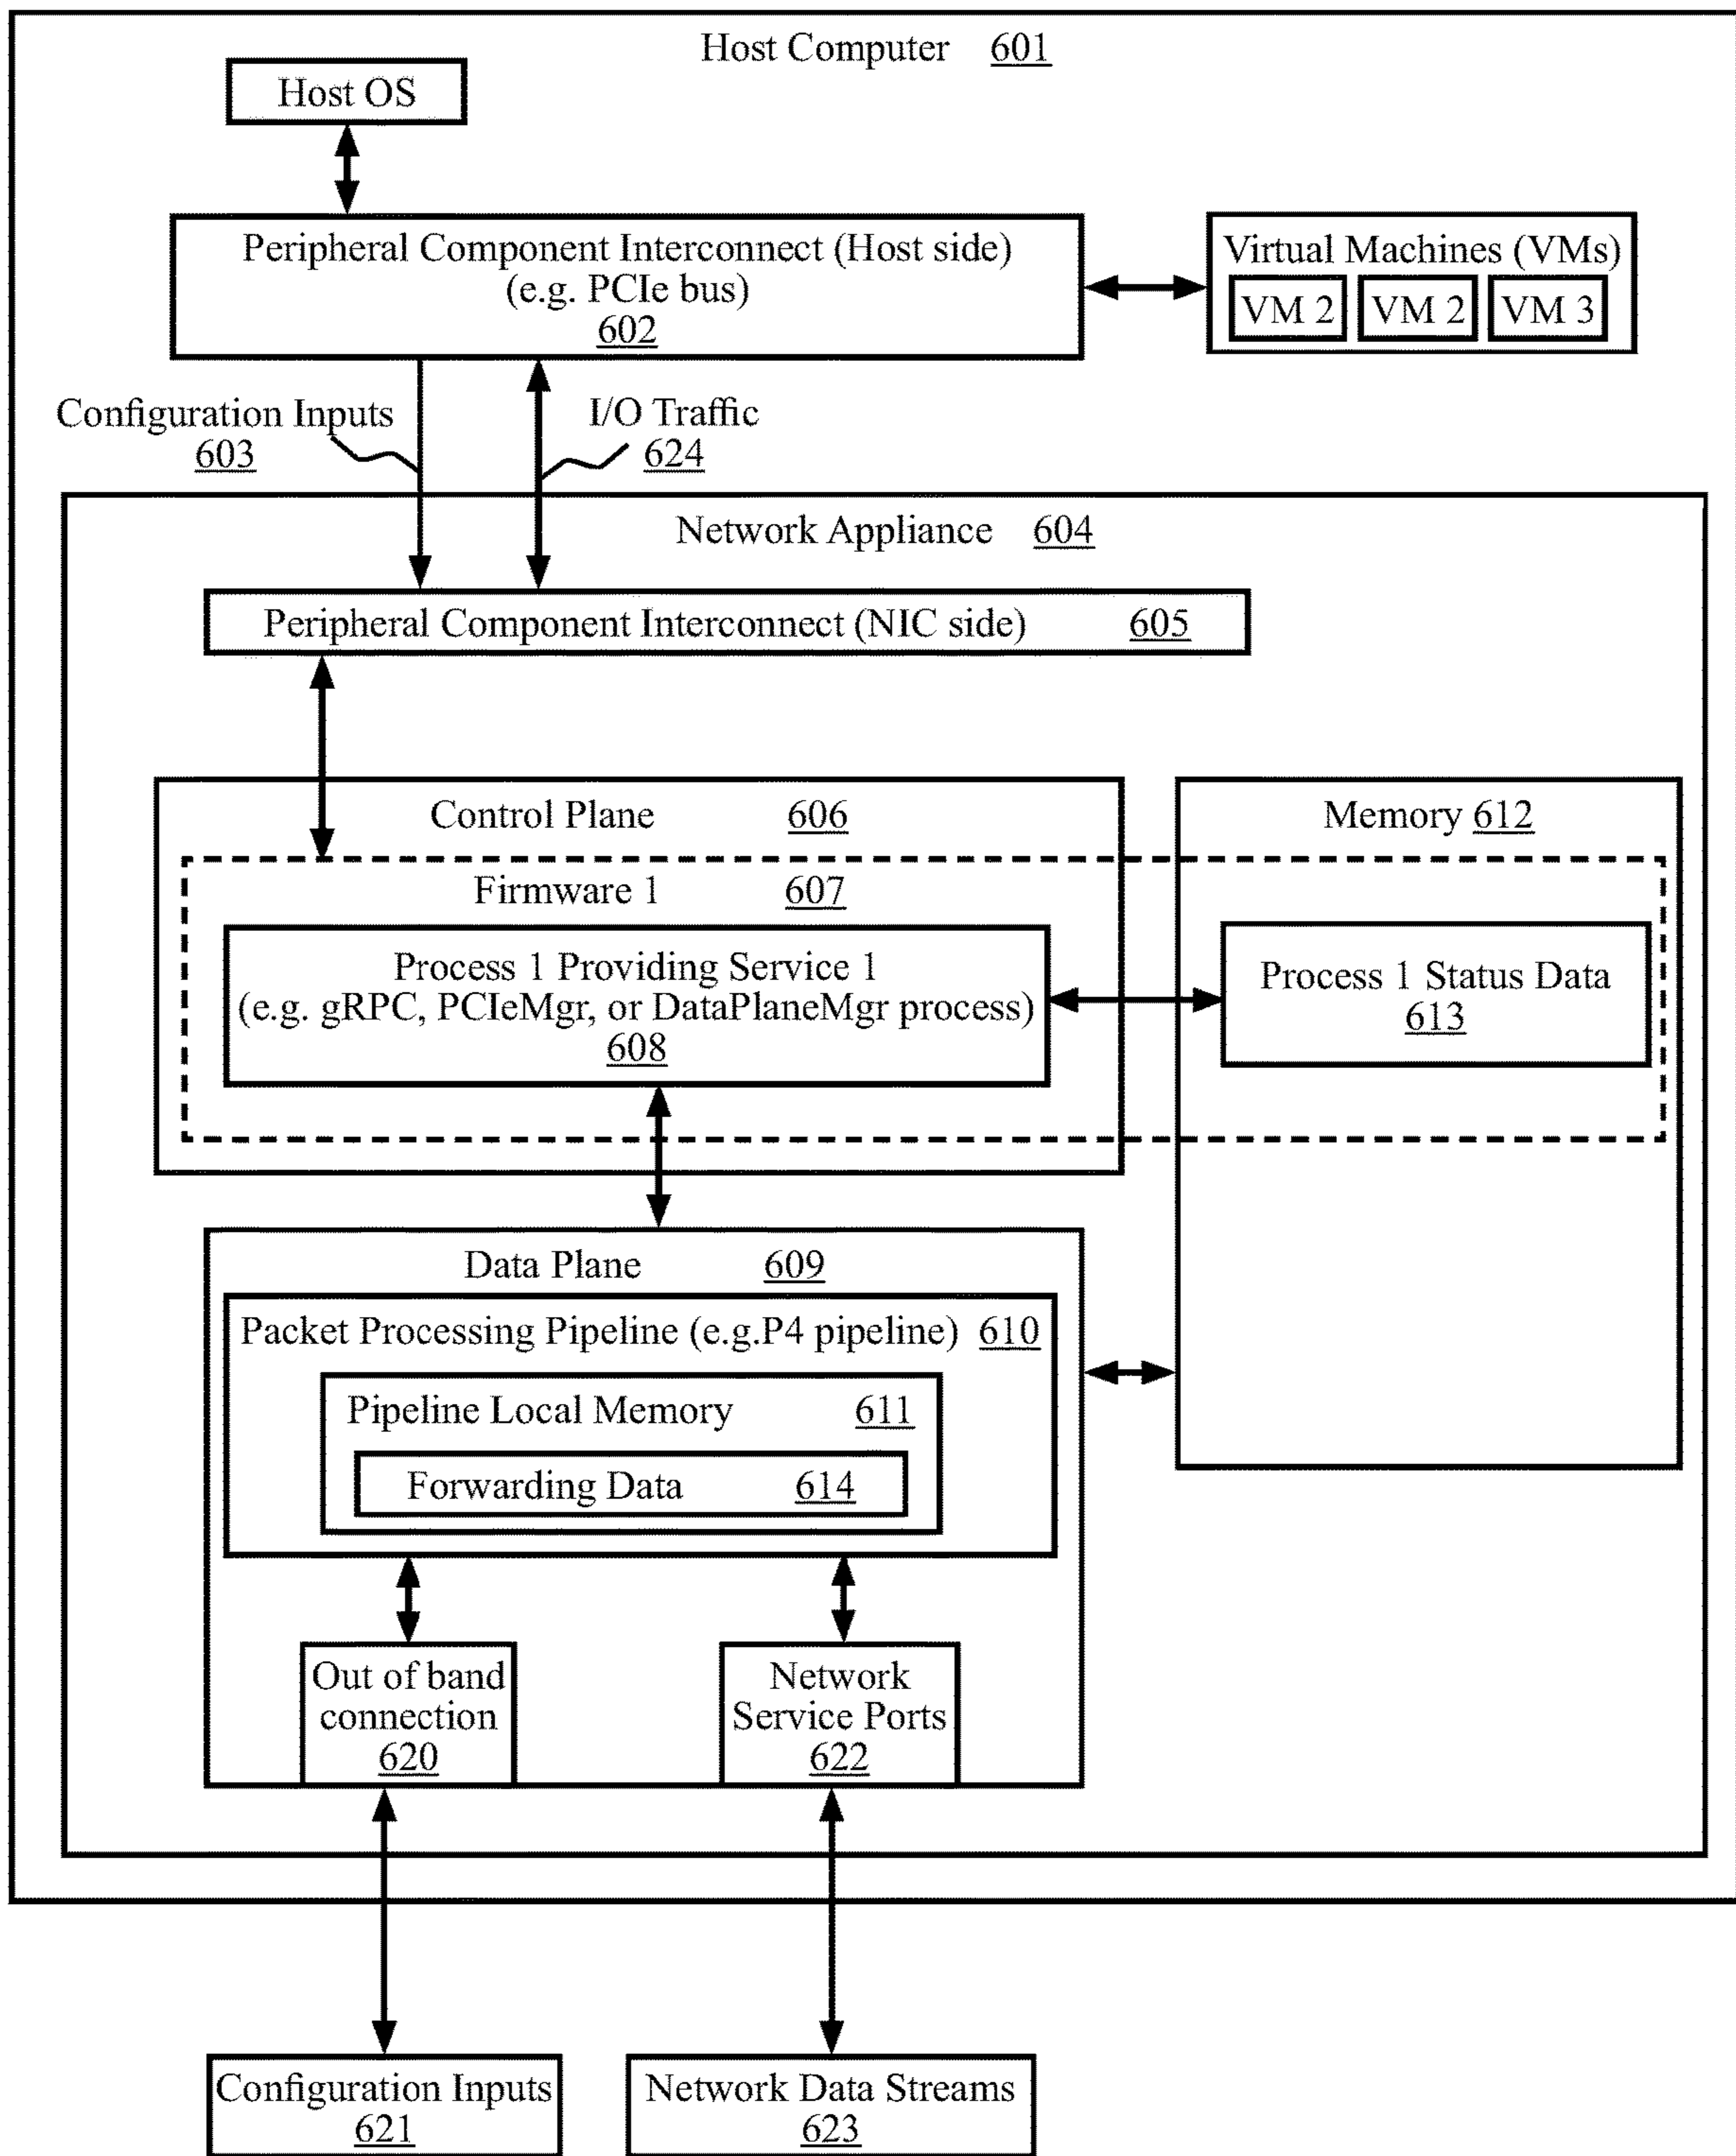 Host Computer 601
Host OS
Peripheral Component Interconnect (Host side)
(e.g. PCIe bus)
602
Virtual Machines (VMs)
VM 2 VM 2 VM 3
Configuration Inputs
603
I/O Traffic
624
Network Appliance 604
Peripheral Component Interconnect (NIC side) 605
Control Plane 606
Memory 612
Firmware 1 607
Process 1 Providing Service 1
(e.g. gRPC, PCIeMgr, or DataPlaneMgr process)
608
Process 1 Status Data
613
Data Plane 609
Packet Processing Pipeline (e.g.P4 pipeline) 610
Pipeline Local Memory 611
Forwarding Data 614
Out of band
connection
620
Network
Service Ports
622
Configuration Inputs
621
Network Data Streams
623